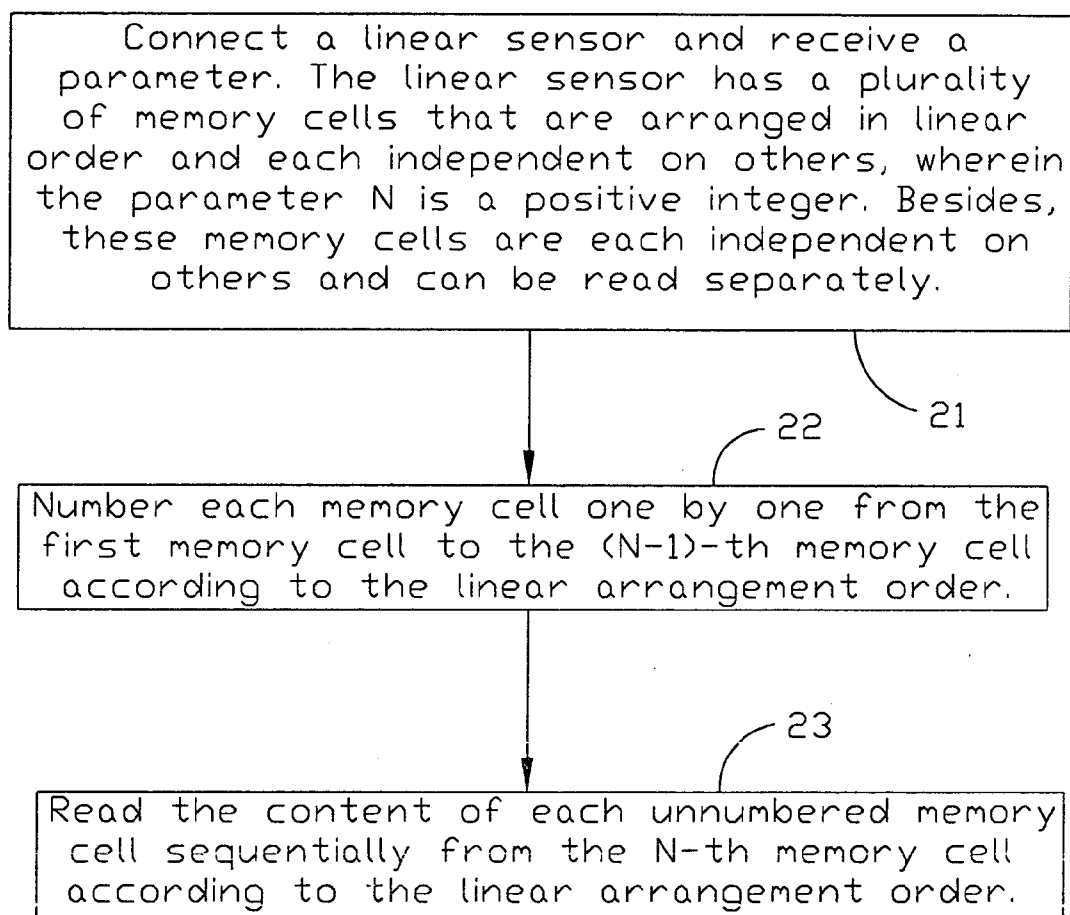 Connect a linear sensor and receive a
parameter. The linear sensor has a plurality
of memory cells that are arranged in linear
order and each independent on others, wherein
the parameter N is a positive integer. Besides,
these memory cells are each independent on
others and can be read separately.
21
22
Number each memory cell one by one from the
first memory cell to the (N-1)-th memory cell
according to the linear arrangement order.
23
Read the content of each unnumbered memory
cell sequentially from the N-th memory cell
according to the linear arrangement order.